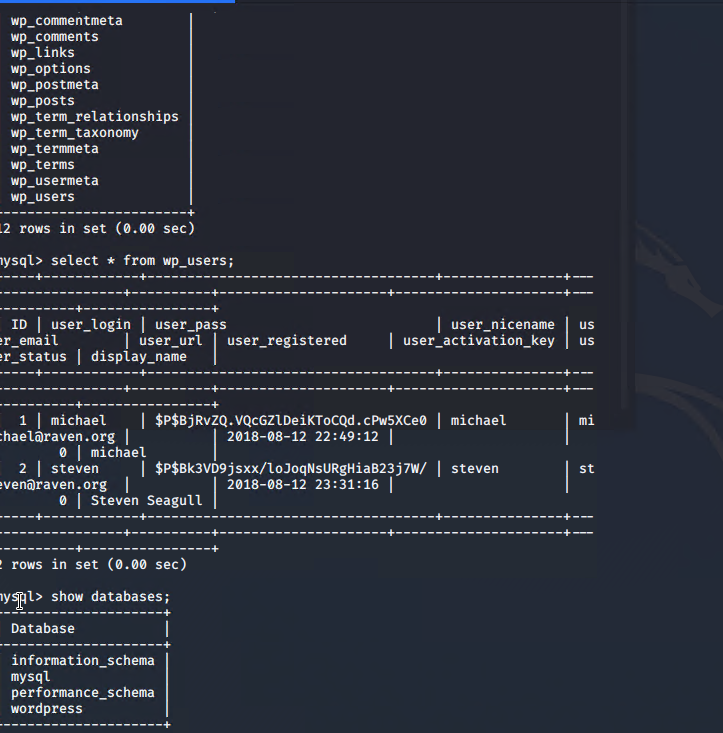 wp_commentmeta |
wp_comments |
wp_links |
wp_options |
wp_postmeta |
wp_posts |
wp_term_relationships |
wp_term_taxonomy |
wp_termmeta |
wp_terms |
wp_usermeta |
wp_users |
------------------------+
12 rows in set (0.00 sec)
mysql> select * from wp_users;
-----+------------+------------------------------------+---------------+---
----------------+----------+---------------------+---------------------+---
----------+----------------+
ID | user_login | user_pass | user_nicename | us
er_email | user_url | user_registered | user_activation_key | us
er_status | display_name |
-----+------------+------------------------------------+---------------+---
----------------+----------+---------------------+---------------------+---
----------+----------------+
1 | michael | $P$BjRvZQ.VQcGZlDeiKToCQd.cPw5XCe0 | michael | mi
chael@raven.org | | 2018-08-12 22:49:12 | |
0 | michael |
2 | steven | $P$Bk3VD9jsxx/loJoqNsURgHiaB23j7W/ | steven | st
even@raven.org | | 2018-08-12 23:31:16 | |
0 | Steven Seagull |
-----+------------+------------------------------------+---------------+---
----------------+----------+---------------------+---------------------+---
----------+----------------+
2 rows in set (0.00 sec)
mysql> show databases;
---------------------+
Database |
---------------------+
information_schema |
mysql |
performance_schema |
wordpress |
---------------------+